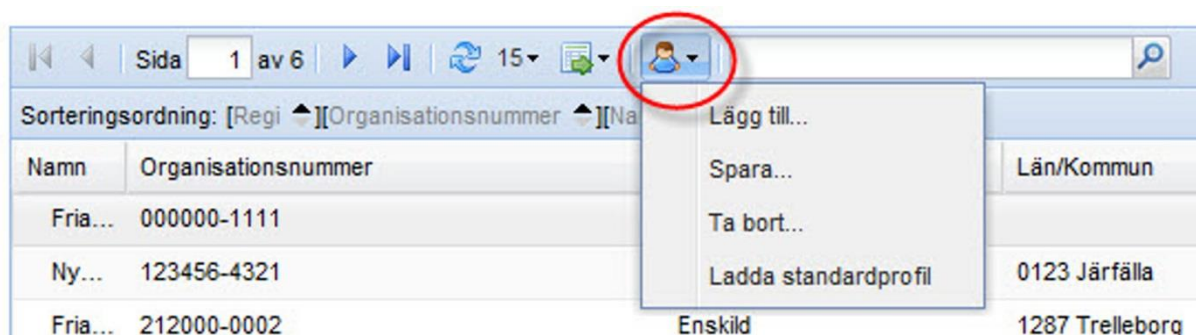 Sida 1 av 6 15
Sorteringsordning: [Regi ][Organisationsnummer ][Na
Lägg till...
Spara...
Ta bort...
Ladda standardprofil
Namn Organisationsnummer Län/Kommun
Fria... 000000-1111
Ny... 123456-4321 0123 Järfälla
Fria... 212000-0002 Enskild 1287 Trelleborg